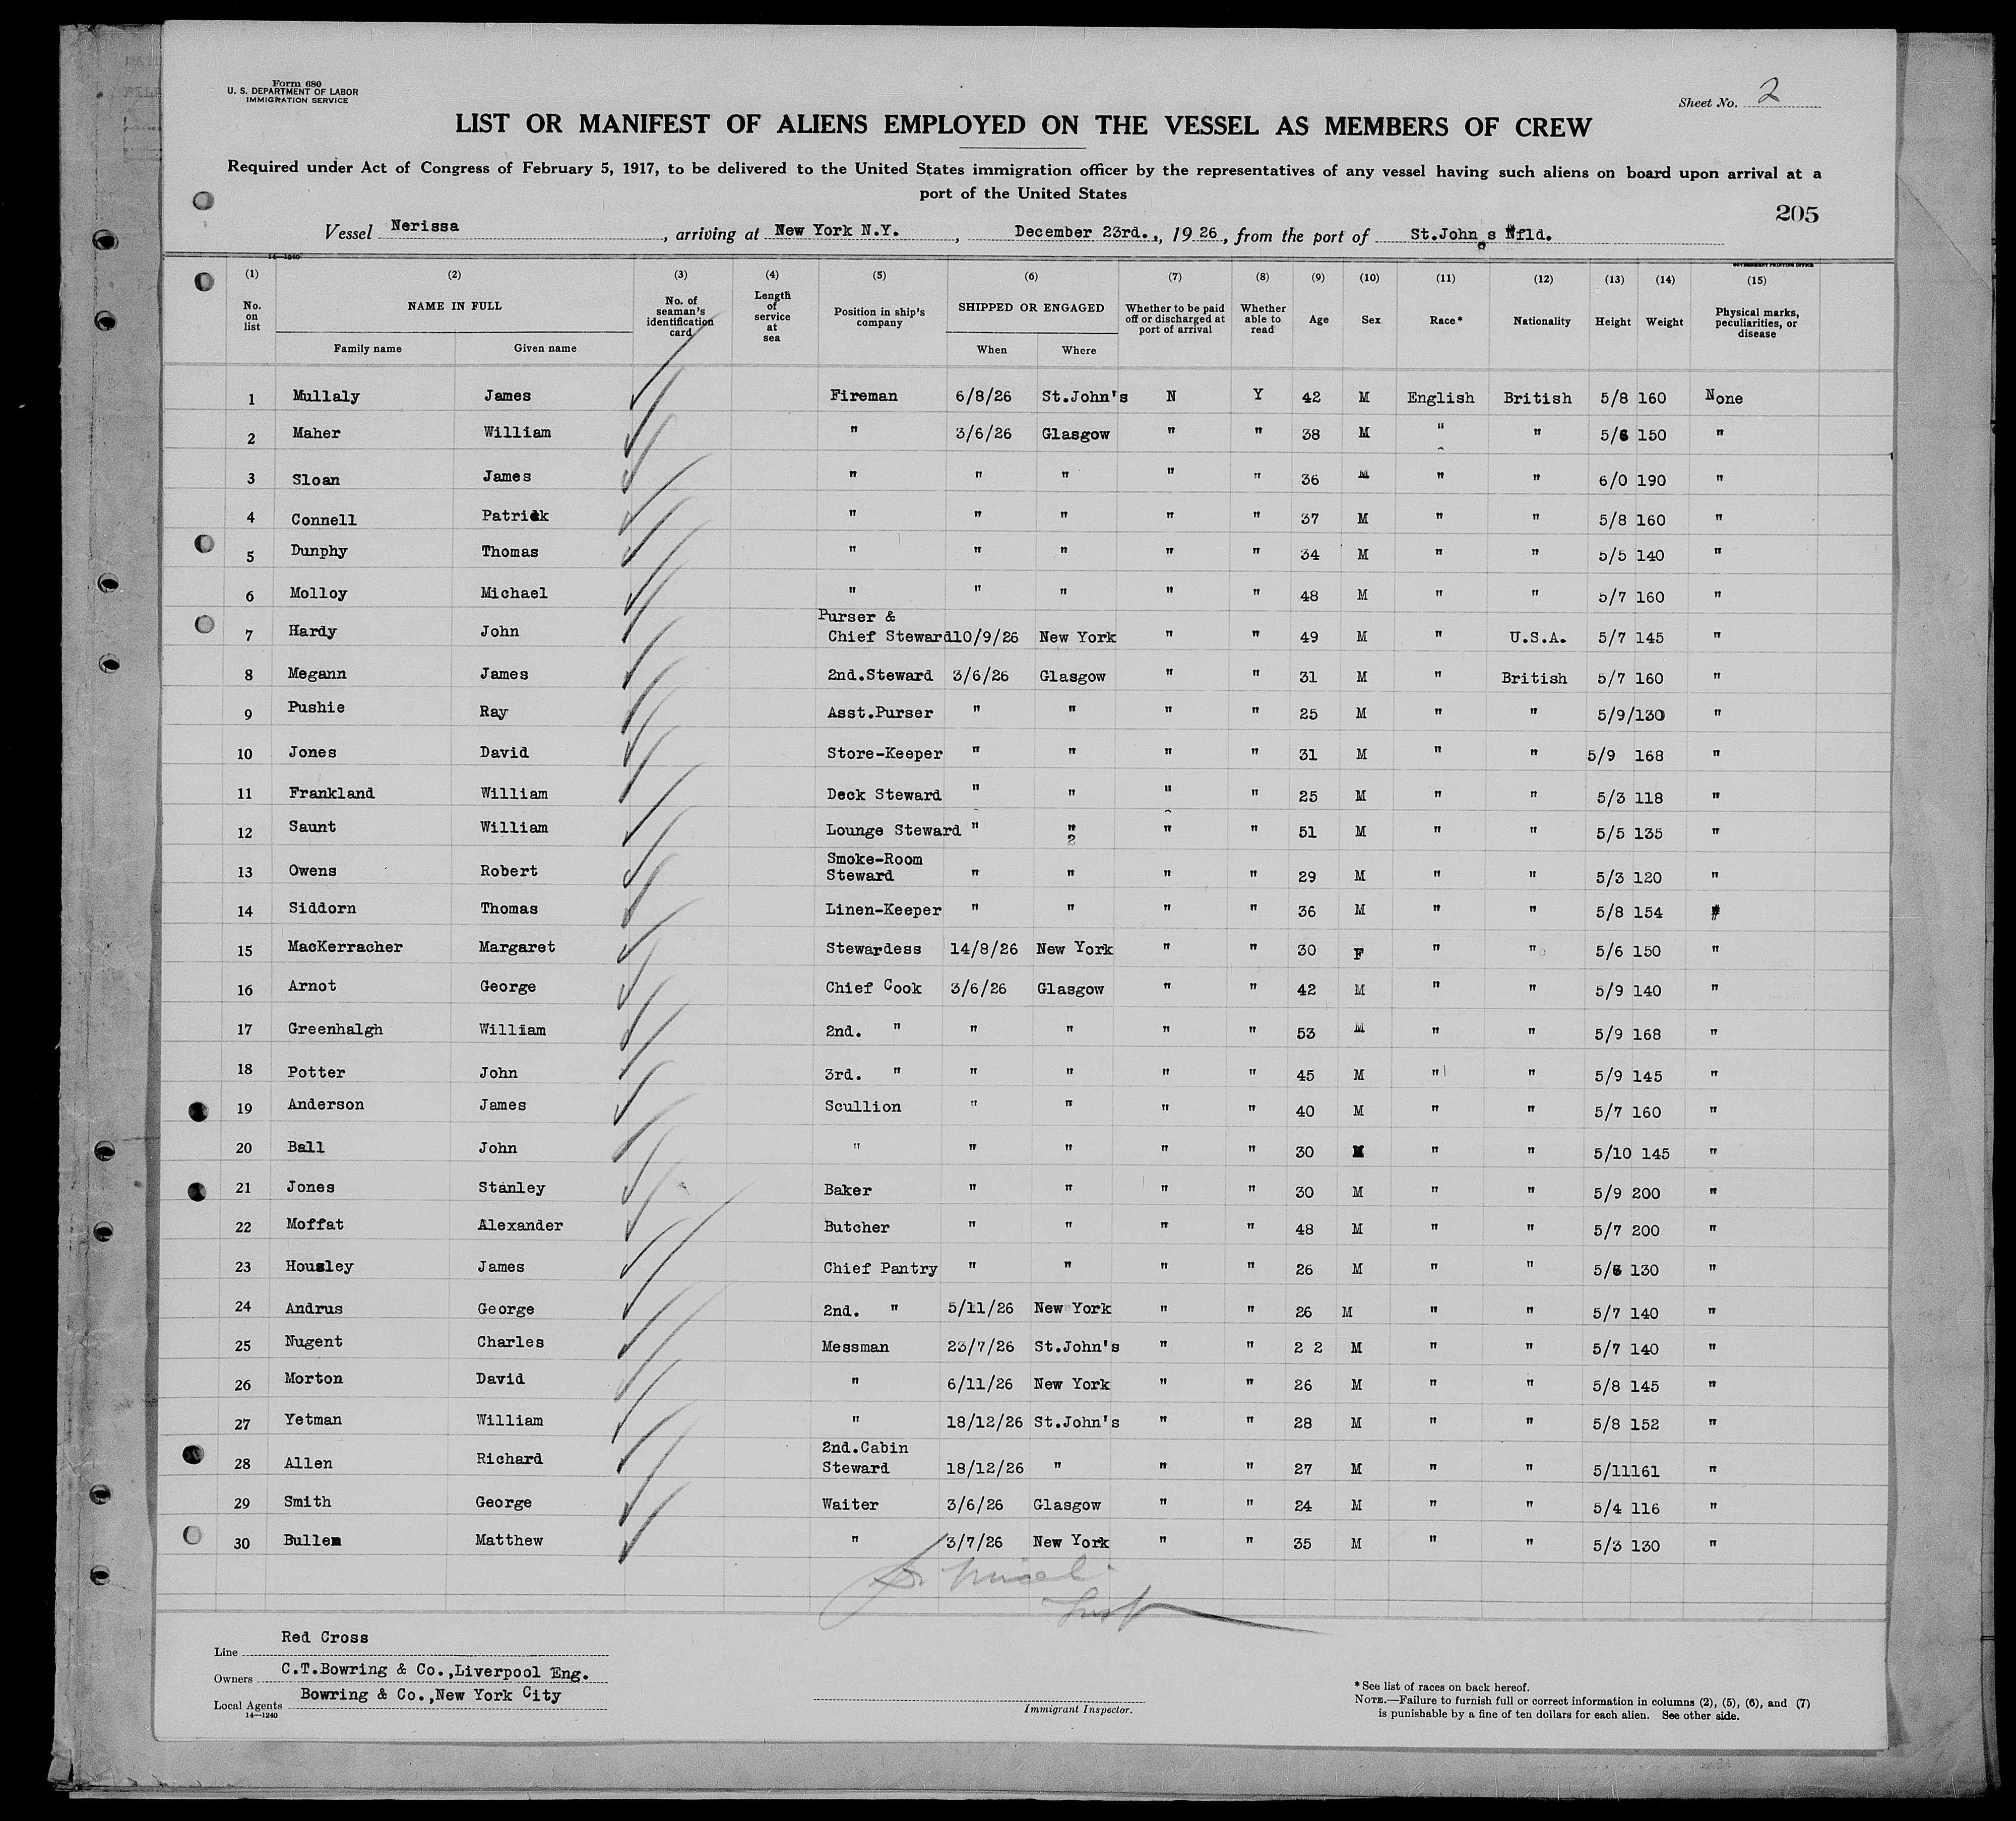 Form 680
U. S. DEPARTMENT OF LABOR
IMMIGRATION SERVICE
Sheet No. 2
LIST OR MANIFEST OF ALIENS EMPLOYED ON THE VESSEL AS MEMBERS OF CREW
Required under Act of Congress of February 5, 1917, to be delivered to the United States immigration officer by the representatives of any vessel having such aliens on board upon arrival at a
port of the United States
205
Vessel Nerissa, arriving at New York N.Y., December 23rd., 1926, from the port of St.John,s Nfld.
14—1240 GOVERNMENT PRINTING OFFICE
(1) (2) (3) (4) (5) (6) (7) (8) (9) (10) (11) (12) (13) (14) (15)
No. on list NAME IN FULL No. of seaman's identification card Length of service at sea Position in ship's company SHIPPED OR ENGAGED Whether to be paid off or discharged at port of arrival Whether able to read Age Sex Race* Nationality Height Weight Physical marks, peculiarities, or disease
Family name Given name When Where
1 Mullaly James Fireman 6/8/26 St.John's N Y 42 M English British 5/8 160 None
2 Maher William " 3/6/26 Glasgow " " 38 M " " 5/6 150 "
3 Sloan James " " " " " 36 M " " 6/0 190 "
4 Connell Patrick " " " " " 37 M " " 5/8 160 "
5 Dunphy Thomas " " " " " 34 M " " 5/5 140 "
6 Molloy Michael " " " " " 48 M " " 5/7 160 "
7 Hardy John Purser & Chief Steward 10/9/26 New York " " 49 M " U.S.A. 5/7 145 "
8 Megann James 2nd.Steward 3/6/26 Glasgow " " 31 M " British 5/7 160 "
9 Pushie Ray Asst.Purser " " " " 25 M " " 5/9/130 "
10 Jones David Store-Keeper " " " " 31 M " " 5/9 168 "
11 Frankland William Deck Steward " " " " 25 M " " 5/3 118 "
12 Saunt William Lounge Steward " " " " 51 M " " 5/5 135 "
13 Owens Robert Smoke-Room Steward " " " " 29 M " " 5/3 120 "
14 Siddorn Thomas Linen-Keeper " " " " 36 M " " 5/8 154 "
15 MacKerracher Margaret Stewardess 14/8/26 New York " " 30 F " " 5/6 150 "
16 Arnot George Chief Cook 3/6/26 Glasgow " " 42 M " " 5/9 140 "
17 Greenhalgh William 2nd. " " " " " 53 M " " 5/9 168 "
18 Potter John 3rd. " " " " " 45 M " " 5/9 145 "
19 Anderson James Scullion " " " " 40 M " " 5/7 160 "
20 Ball John " " " " " 30 M " " 5/10 145 "
21 Jones Stanley Baker " " " " 30 M " " 5/9 200 "
22 Moffat Alexander Butcher " " " " 48 M " " 5/7 200 "
23 Housley James Chief Pantry " " " " 26 M " " 5/6 130 "
24 Andrus George 2nd. " 5/11/26 New York " " 26 M " " 5/7 140 "
25 Nugent Charles Messman 23/7/26 St.John's " " 2 2 M " " 5/7 140 "
26 Morton David " 6/11/26 New York " " 26 M " " 5/8 145 "
27 Yetman William " 18/12/26 St.John's " " 28 M " " 5/8 152 "
28 Allen Richard 2nd.Cabin Steward 18/12/26 " " " 27 M " " 5/11 161 "
29 Smith George Waiter 3/6/26 Glasgow " " 24 M " " 5/4 116 "
30 Bullen Matthew " 3/7/26 New York " " 35 M " " 5/3 130 "
Line Red Cross
Owners C.T.Bowring & Co.,Liverpool Eng.
Local Agents Bowring & Co.,New York City
14—1240
Immigrant Inspector.
*See list of races on back hereof.
NOTE.—Failure to furnish full or correct information in columns (2), (5), (6), and (7)
is punishable by a fine of ten dollars for each alien. See other side.